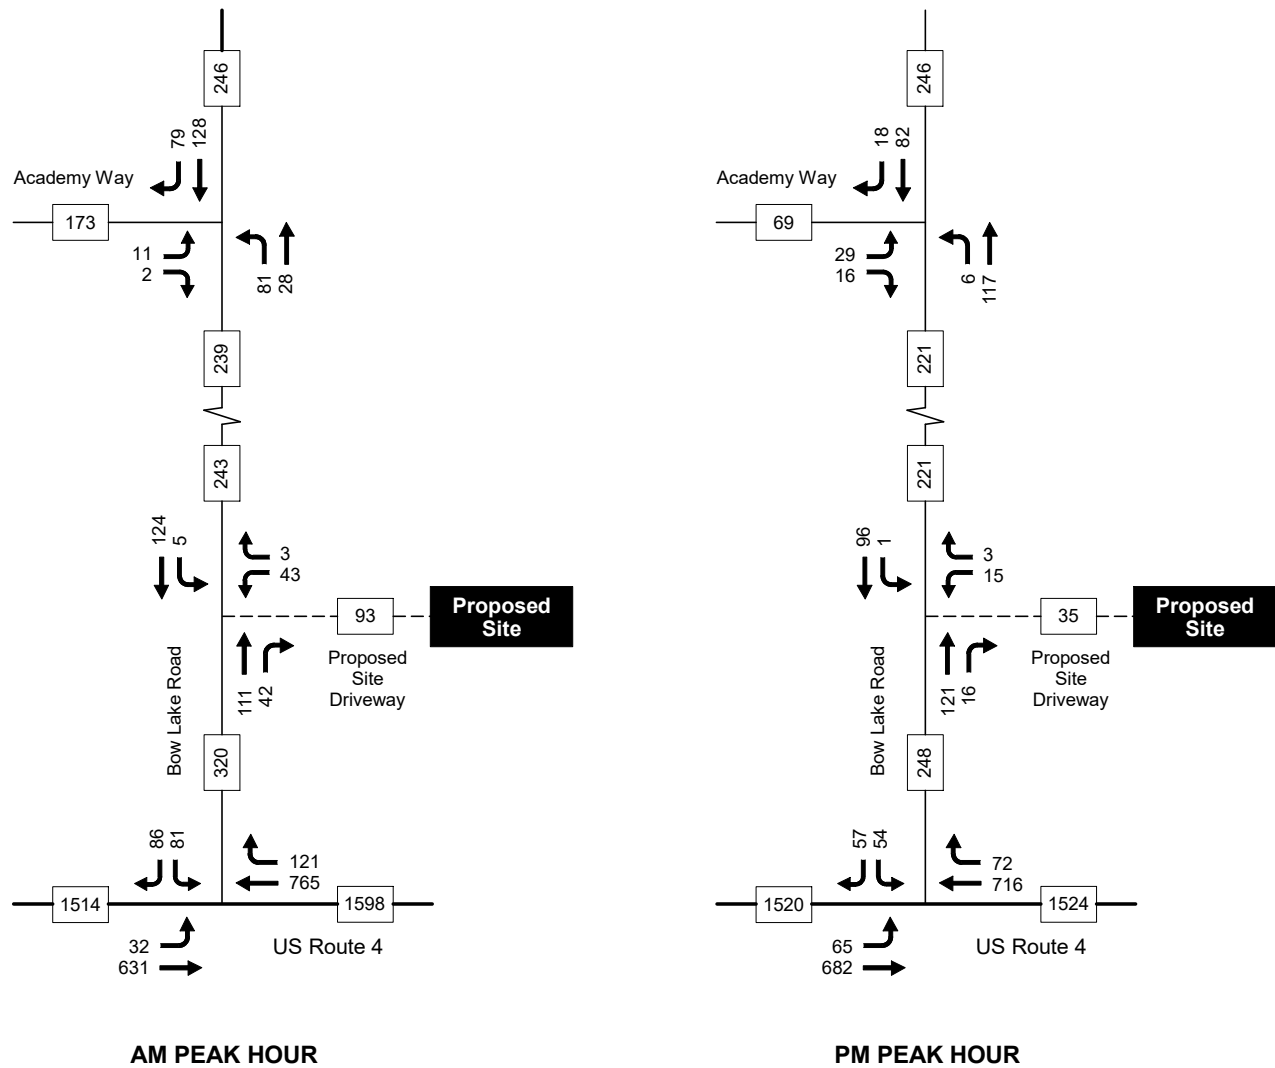 246
79
128
Academy Way
173
11
2
81
28
239
243
124
5
3
43
93
Proposed
Site
Proposed
Site
Driveway
111
42
Bow Lake Road
320
86
81
121
765
1514
1598
32
631
US Route 4
AM PEAK HOUR
246
18
82
Academy Way
69
29
16
6
117
221
221
96
1
3
15
35
Proposed
Site
Proposed
Site
Driveway
121
16
Bow Lake Road
248
57
54
72
716
1520
1524
65
682
US Route 4
PM PEAK HOUR